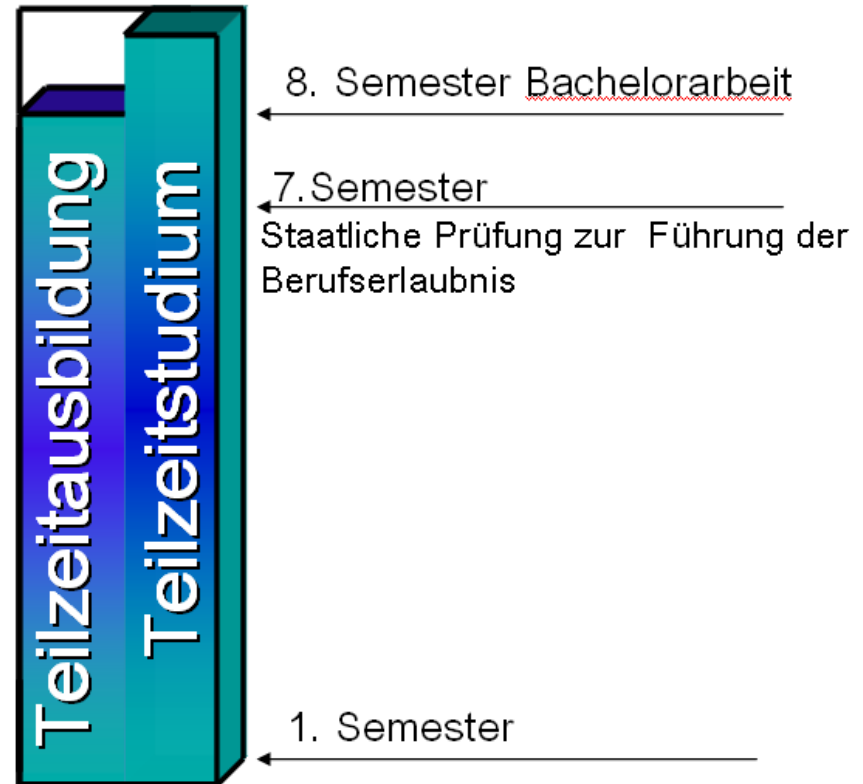 Teilzeitausbildung
Teilzeitstudium
8. Semester Bachelorarbeit
7. Semester
Staatliche Prüfung zur Führung der
Berufserlaubnis
1. Semester